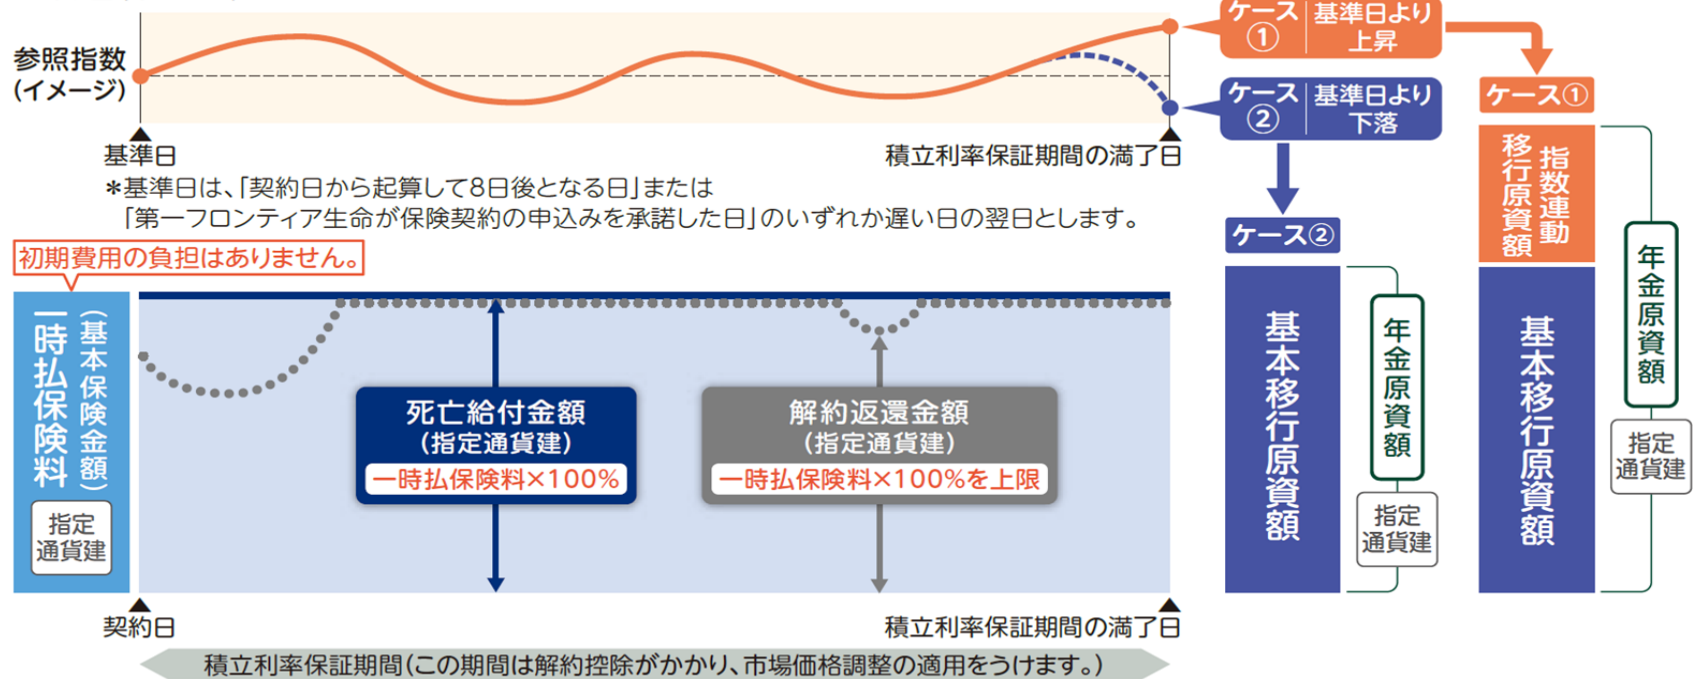 参照指数
(イメージ)
基準日
積立利率保証期間の満了日
ケース① 基準日より上昇
ケース② 基準日より下落
＊基準日は、「契約日から起算して8日後となる日」または
「第一フロンティア生命が保険契約の申込みを承諾した日」のいずれか遅い日の翌日とします。
初期費用の負担はありません。
一時払保険料
(基本保険金額)
指定
通貨建
死亡給付金額
(指定通貨建)
一時払保険料×100%
解約返還金額
(指定通貨建)
一時払保険料×100%を上限
契約日
積立利率保証期間の満了日
積立利率保証期間(この期間は解約控除がかかり、市場価格調整の適用をうけます。)
ケース②
基本移行原資額
年金原資額
指定
通貨建
ケース①
指数連動
移行原資額
基本移行原資額
年金原資額
指定
通貨建